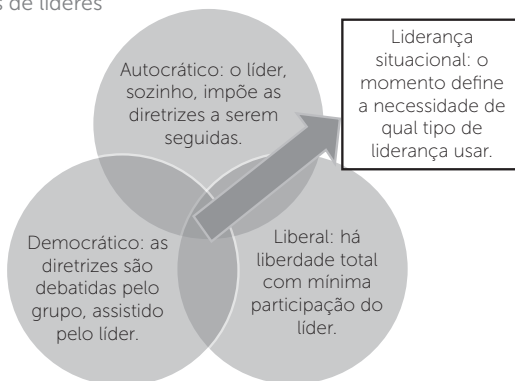 de líderes
Autocrático: o líder,
sozinho, impõe as
diretrizes a serem
seguidas.
Liderança
situacional: o
momento define
a necessidade de
qual tipo de
liderança usar.
Democrático: as
diretrizes são
debatidas pelo
grupo, assistido
pelo líder.
Liberal: há
liberdade total
com mínima
participação do
líder.